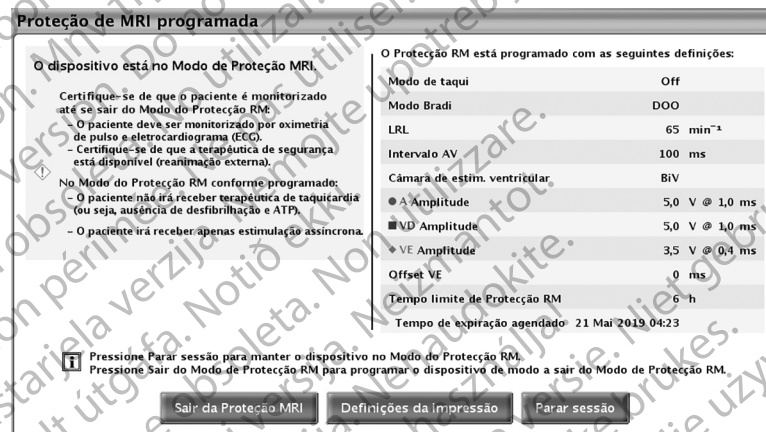 Proteção de MRI programada
O dispositivo está no Modo de Proteção MRI.
Certifique-se de que o paciente é monitorizado
até se sair do Modo do Protecção RM:
- O paciente deve ser monitorizado por oximetria
de pulso e eletrocardiograma (ECG).
- Certifique-se de que a terapêutica de segurança
está disponível (reanimação externa).
No Modo do Protecção RM conforme programado:
- O paciente não irá receber terapêutica de taquicardia
(ou seja, ausência de desfibrilhação e ATP).
- O paciente irá receber apenas estimulação assíncrona.
O Protecção RM está programado com as seguintes definições:
Modo de taqui Off
Modo Bradi DOO
LRL 65 min⁻¹
Intervalo AV 100 ms
Câmara de estim. ventricular BiV
A Amplitude 5,0 V @ 1,0 ms
VD Amplitude 5,0 V @ 1,0 ms
VE Amplitude 3,5 V @ 0,4 ms
Offset VE 0 ms
Tempo limite de Protecção RM 6 h
Tempo de expiração agendado 21 Mai 2019 04:23
Pressione Parar sessão para manter o dispositivo no Modo do Protecção RM.
Pressione Sair do Modo de Protecção RM para programar o dispositivo de modo a sair do Modo de Protecção RM.
Sair da Proteção MRI Definições da Impressão Parar sessão